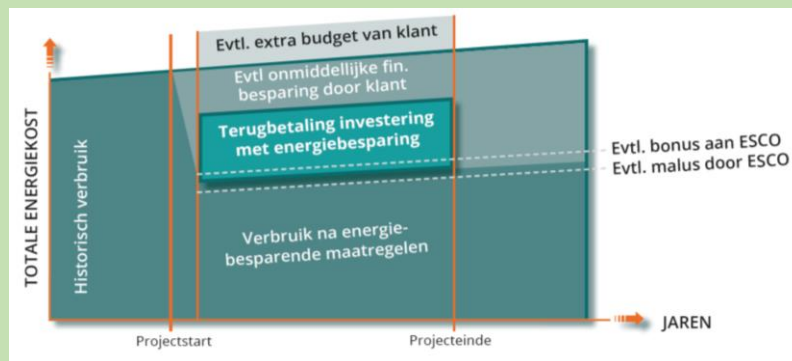 Evtl. extra budget van klant
Evtl onmiddellijke fin.
besparing door klant
Terugbetaling investering
met energiebesparing
Evtl. bonus aan ESCO
Evtl. malus door ESCO
TOTALE ENERGIEKOST
Historisch verbruik
Verbruik na energie-
besparende maatregelen
JAREN
Projectstart
Projecteinde